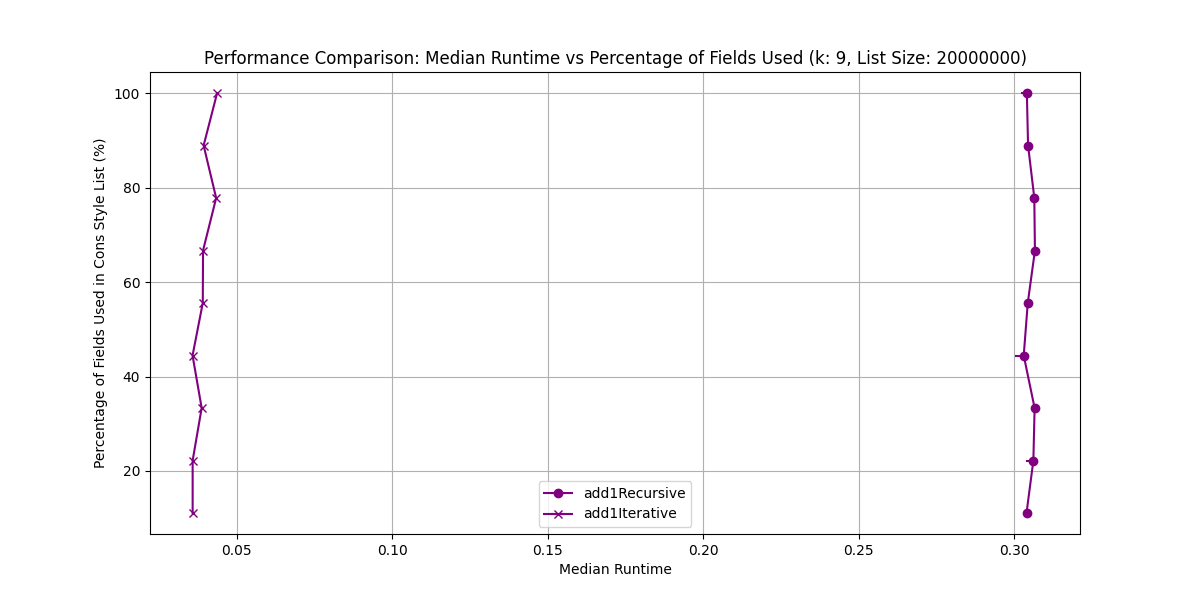 Performance Comparison: Median Runtime vs Percentage of Fields Used (k: 9, List Size: 20000000)
Percentage of Fields Used in Cons Style List (%)
100
80
60
40
20
add1Recursive
add1Iterative
0.05 0.10 0.15 0.20 0.25 0.30
Median Runtime